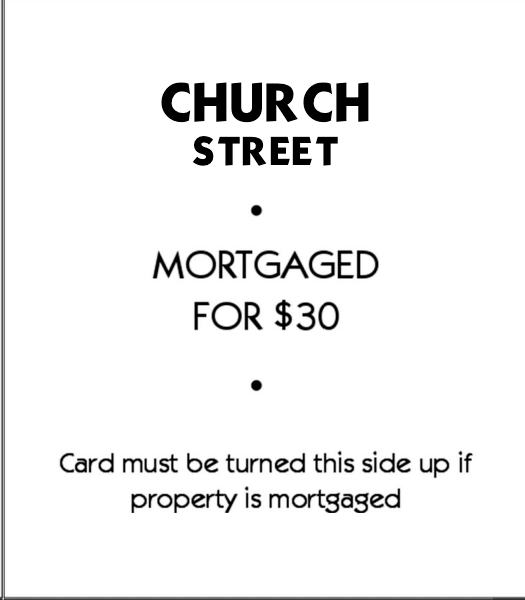 CHURCH
STREET
•
MORTGAGED
FOR $30
•
Card must be turned this side up if
property is mortgaged